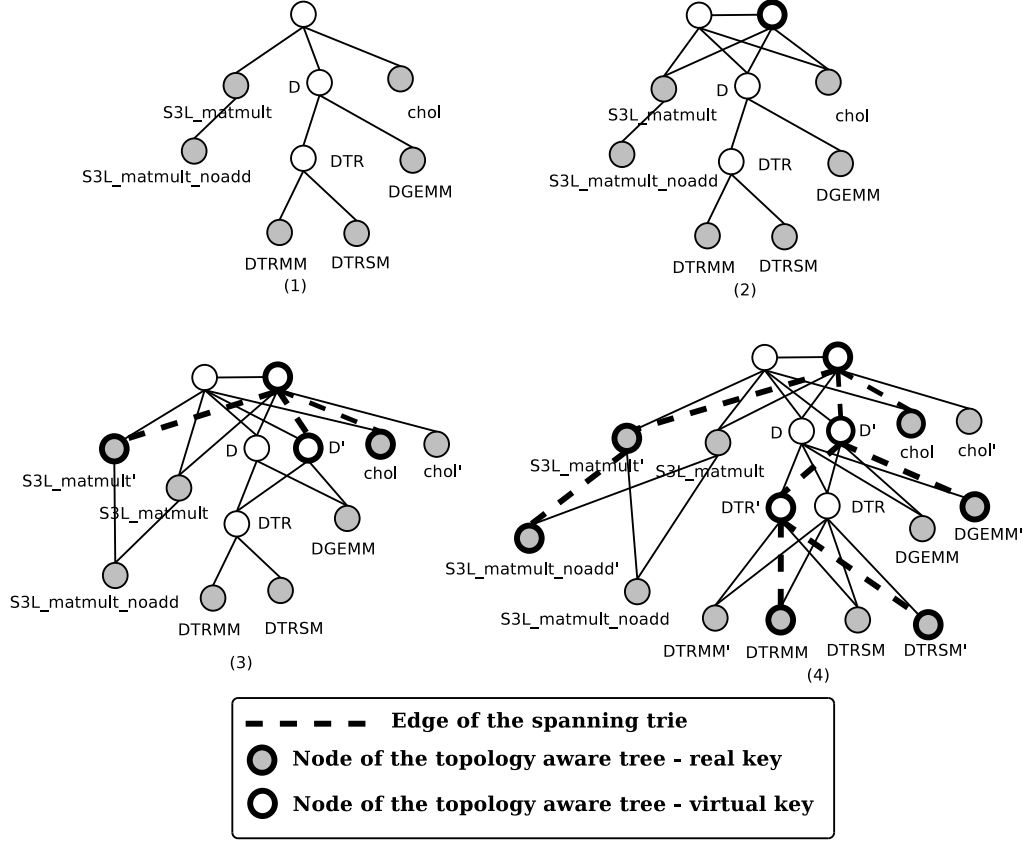 D
S3L_matmult
chol
S3L_matmult_noadd
DTR
DGEMM
DTRMM
DTRSM
(1)
D
S3L_matmult
chol
S3L_matmult_noadd
DTR
DGEMM
DTRMM
DTRSM
(2)
D
D'
chol
chol'
S3L_matmult'
S3L_matmult
DTR
DGEMM
S3L_matmult_noadd
DTRMM
DTRSM
(3)
D
D'
chol
chol'
S3L_matmult'
S3L_matmult
DTR'
DTR
DGEMM
DGEMM'
S3L_matmult_noadd'
S3L_matmult_noadd
DTRMM'
DTRMM
DTRSM
DTRSM'
(4)
Edge of the spanning trie
Node of the topology aware tree - real key
Node of the topology aware tree - virtual key